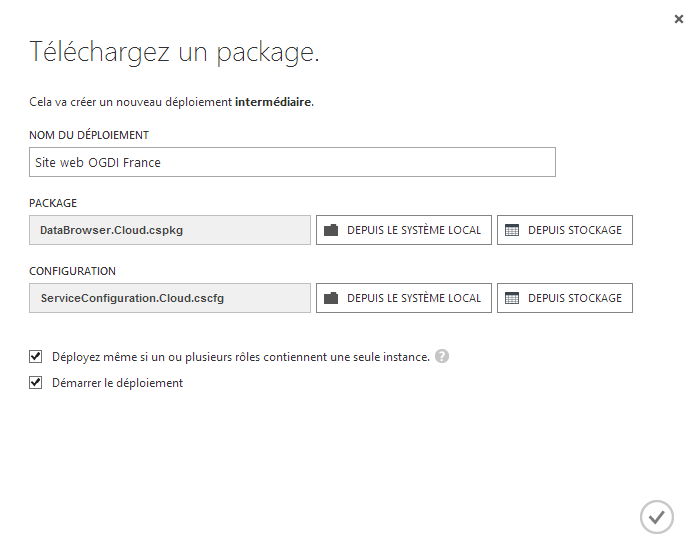 Téléchargez un package.
Cela va créer un nouveau déploiement intermédiaire.
NOM DU DÉPLOIEMENT
Site web OGDI France
PACKAGE
DataBrowser.Cloud.cspkg DEPUIS LE SYSTÈME LOCAL DEPUIS STOCKAGE
CONFIGURATION
ServiceConfiguration.Cloud.cscfg DEPUIS LE SYSTÈME LOCAL DEPUIS STOCKAGE
Déployez même si un ou plusieurs rôles contiennent une seule instance. ?
Démarrer le déploiement